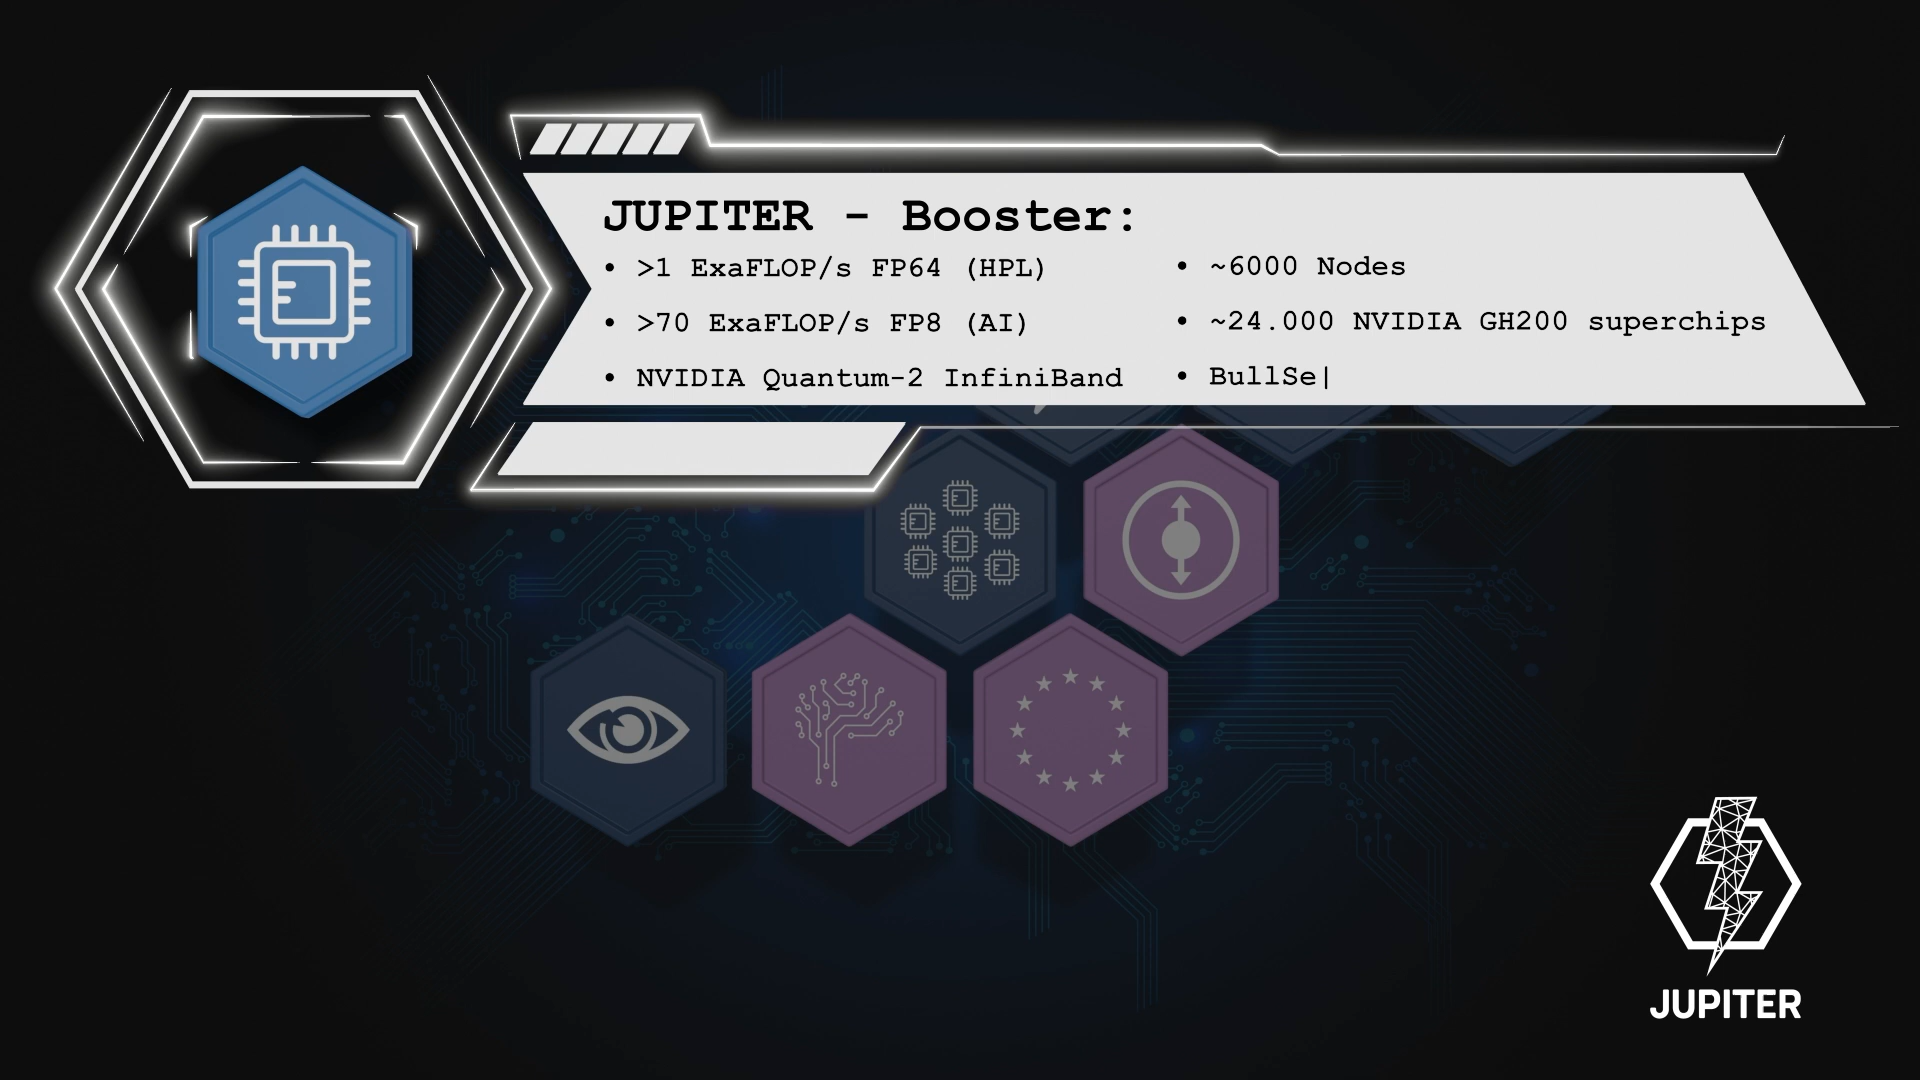 JUPITER - Booster:
• >1 ExaFLOP/s FP64 (HPL)
• >70 ExaFLOP/s FP8 (AI)
• NVIDIA Quantum-2 InfiniBand
• ~6000 Nodes
• ~24.000 NVIDIA GH200 superchips
• BullSe|
JUPITER